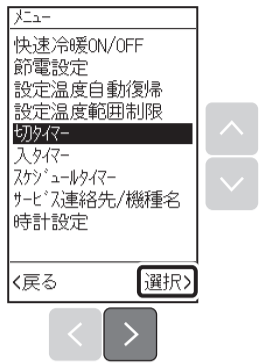 メニュー
快速冷暖ON/OFF
節電設定
設定温度自動復帰
設定温度範囲制限
切タイマー
入タイマー
スケジュールタイマー
サービス連絡先/機種名
時計設定
<戻る 選択>